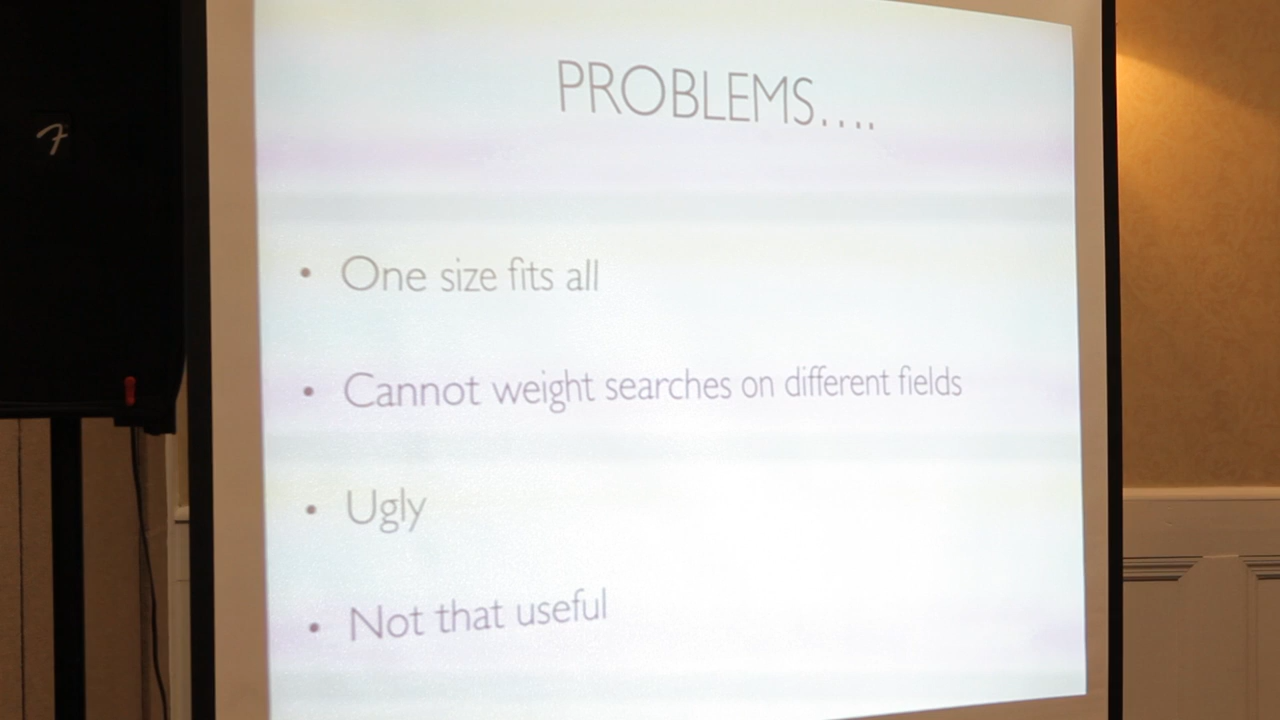 PROBLEMS....
• One size fits all
• Cannot weight searches on different fields
• Ugly
• Not that useful